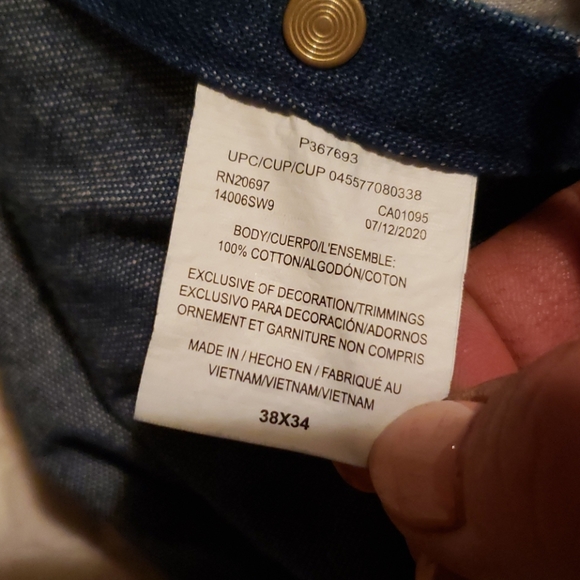 P367693
UPC/CUP/CUP 045577080338
RN20697 CA01095
14006SW9 07/12/2020
BODY/CUERPO/L'ENSEMBLE:
100% COTTON/ALGODÓN/COTON
EXCLUSIVE OF DECORATION/TRIMMINGS
EXCLUSIVO PARA DECORACIÓN/ADORNOS
ORNEMENT ET GARNITURE NON COMPRIS
MADE IN / HECHO EN / FABRIQUÉ AU
VIETNAM/VIETNAM/VIETNAM
38X34